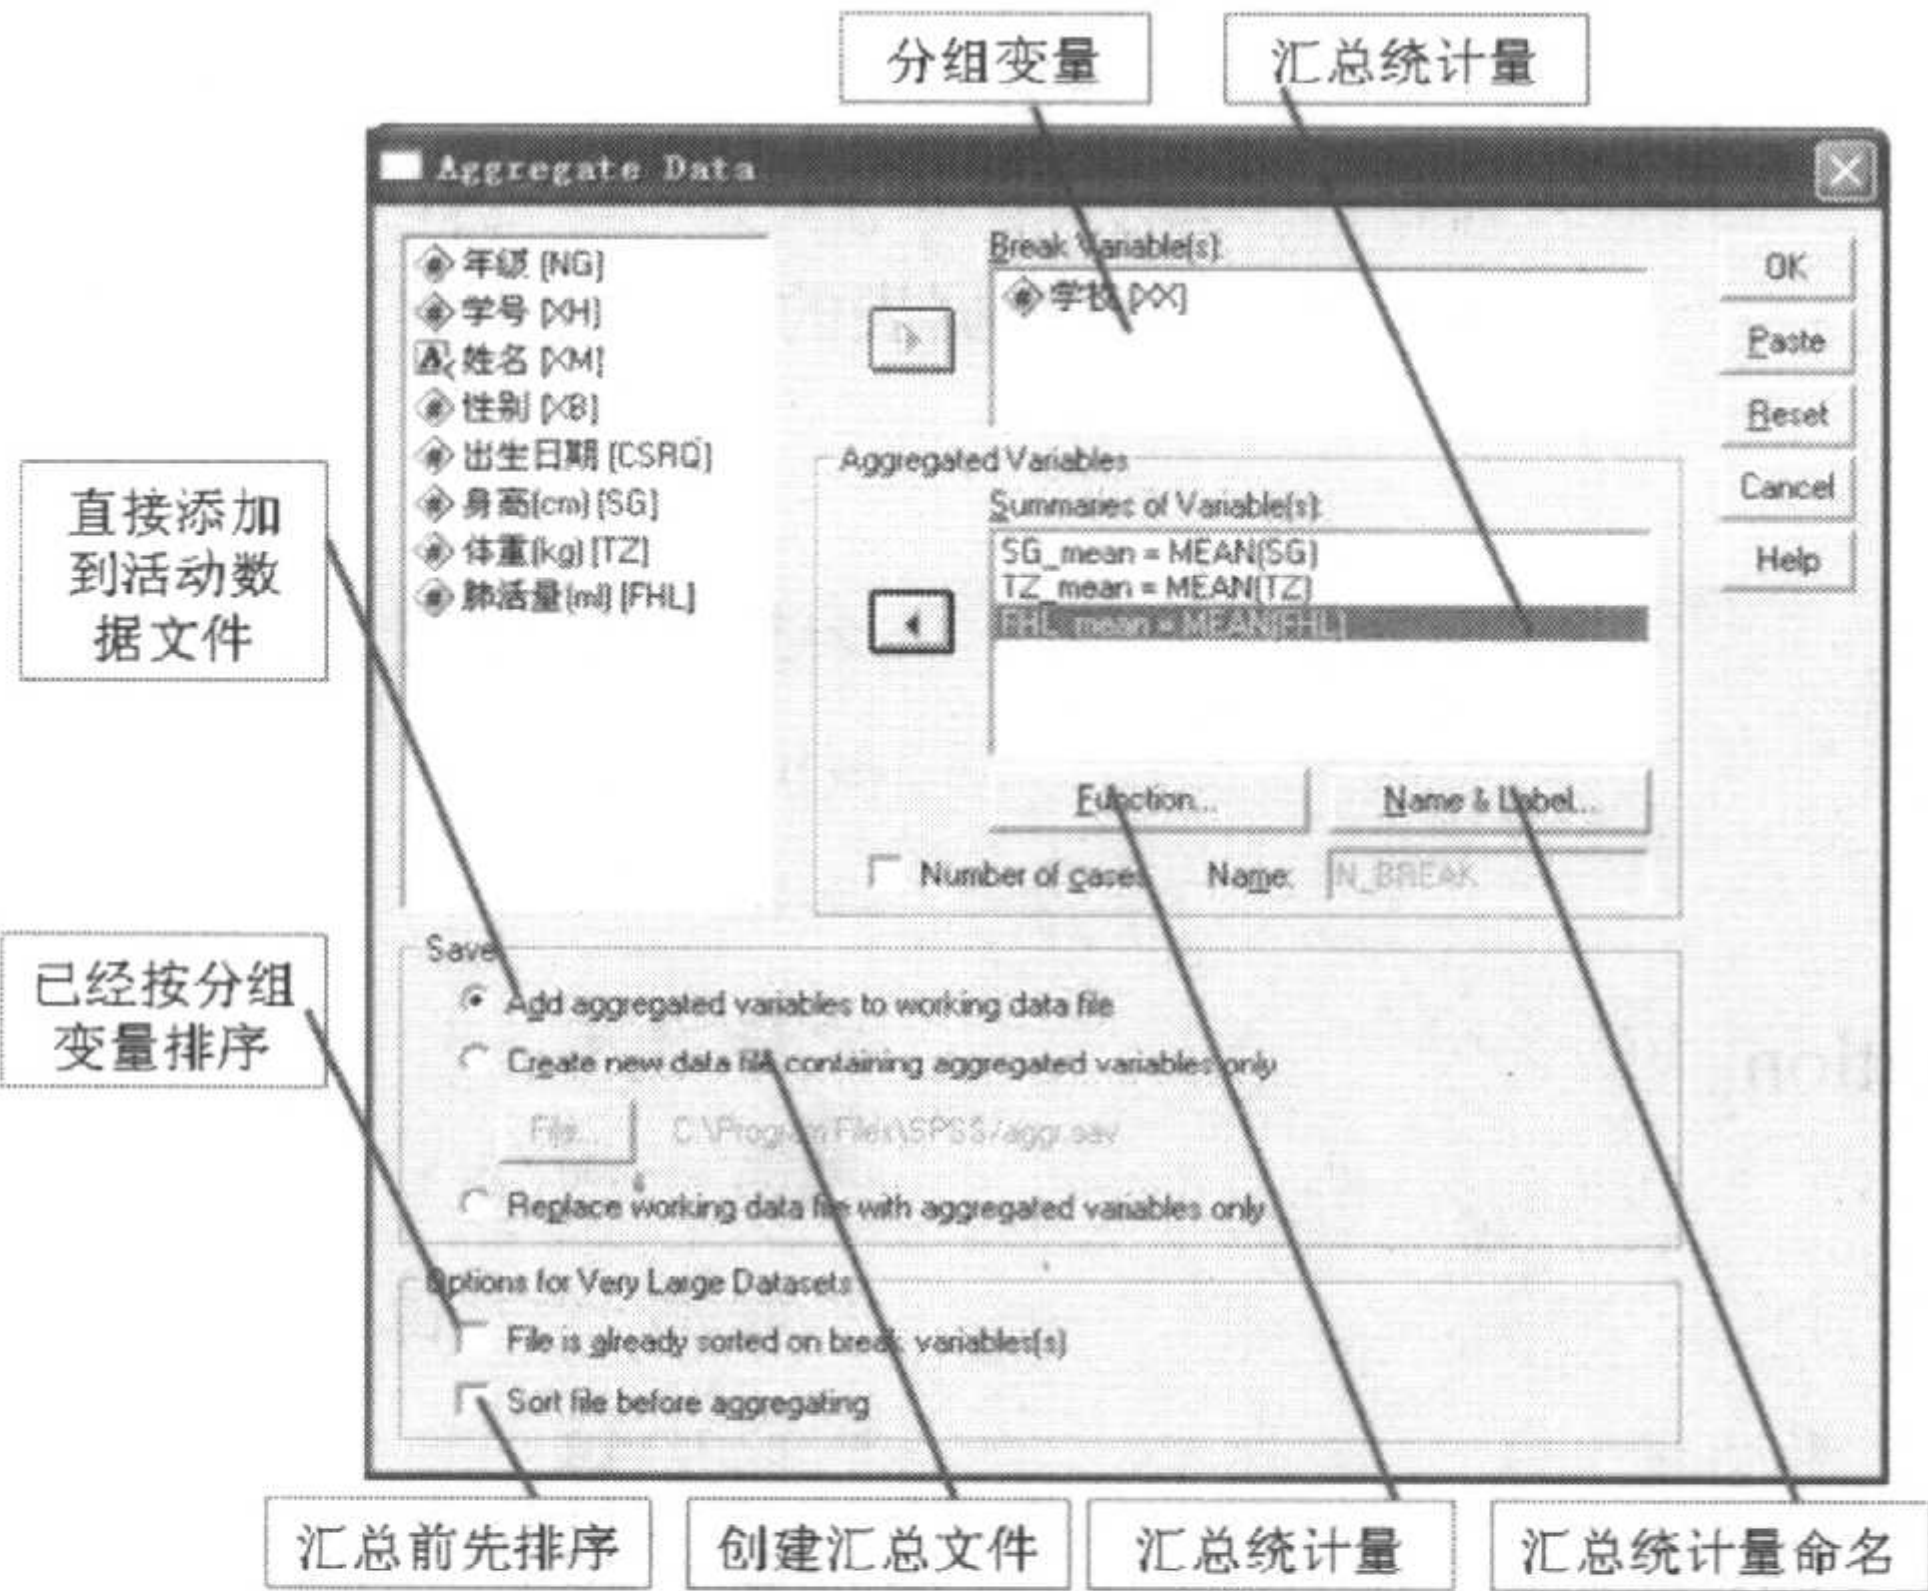 分组变量
汇总统计量
Aggregate Data
年级 [NG]
学号 [XH]
姓名 [XM]
性别 [XB]
出生日期 [CSRQ]
身高(cm) [SG]
体重(kg) [TZ]
肺活量(ml) [FHL]
Break Variable(s):
学校 [XX]
Aggregated Variables
Summaries of Variable(s):
SG_mean = MEAN(SG)
TZ_mean = MEAN(TZ)
FHL_mean = MEAN(FHL)
Function...
Name & Label...
Number of cases
Name:
N_BREAK
OK
Paste
Reset
Cancel
Help
直接添加
到活动数
据文件
已经按分组
变量排序
Save
Add aggregated variables to working data file
Create new data file containing aggregated variables only
File...
C:\Program Files\SPSS/aggr.sav
Replace working data file with aggregated variables only
Options for Very Large Datasets
File is already sorted on break variables(s)
Sort file before aggregating
汇总前先排序
创建汇总文件
汇总统计量
汇总统计量命名